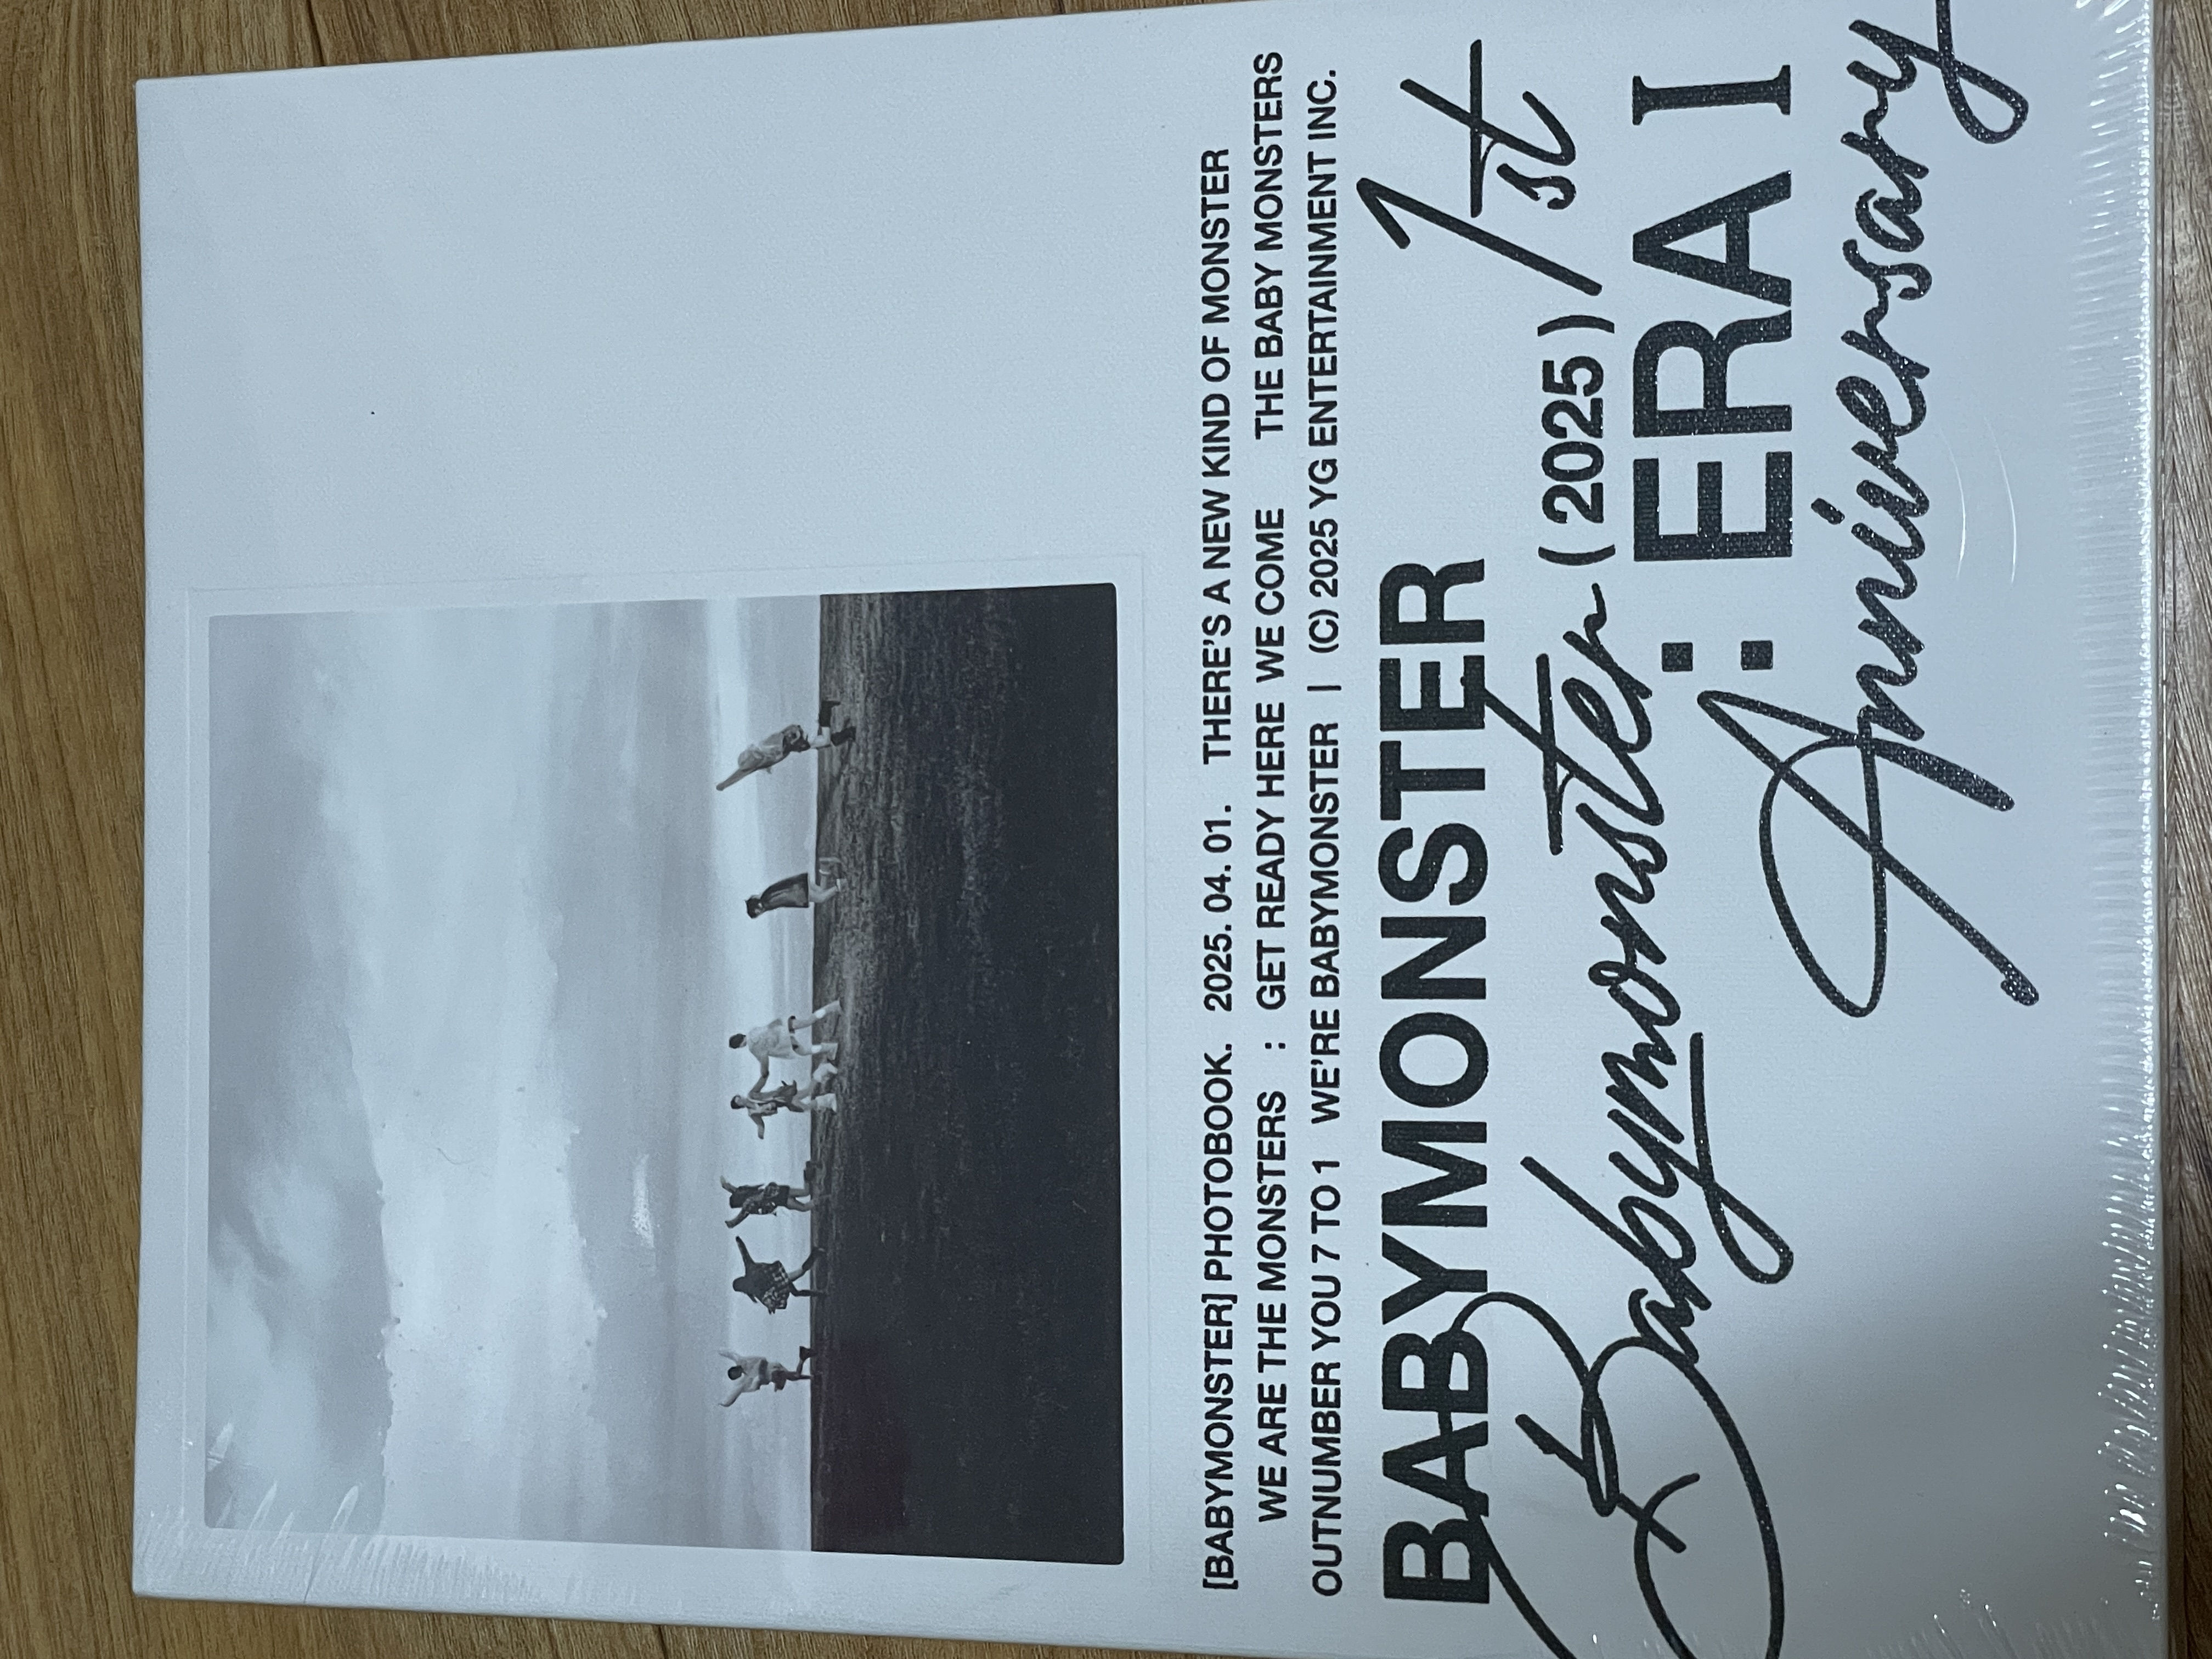 [BABYMONSTER] PHOTOBOOK. 2025. 04. 01. THERE'S A NEW KIND OF MONSTER
WE ARE THE MONSTERS : GET READY HERE WE COME THE BABY MONSTERS
OUTNUMBER YOU 7 TO 1 WE'RE BABYMONSTER | (C) 2025 YG ENTERTAINMENT INC.
BABYMONSTER 1st
Babymonster (2025)
: ERA I
Anniversary